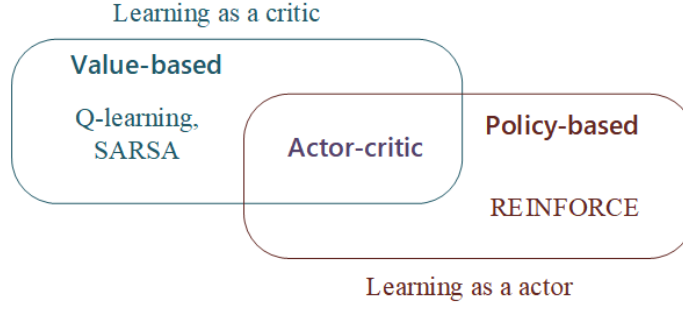 Learning as a critic
Value-based
Q-learning,
SARSA
Actor-critic
Policy-based
REINFORCE
Learning as a actor